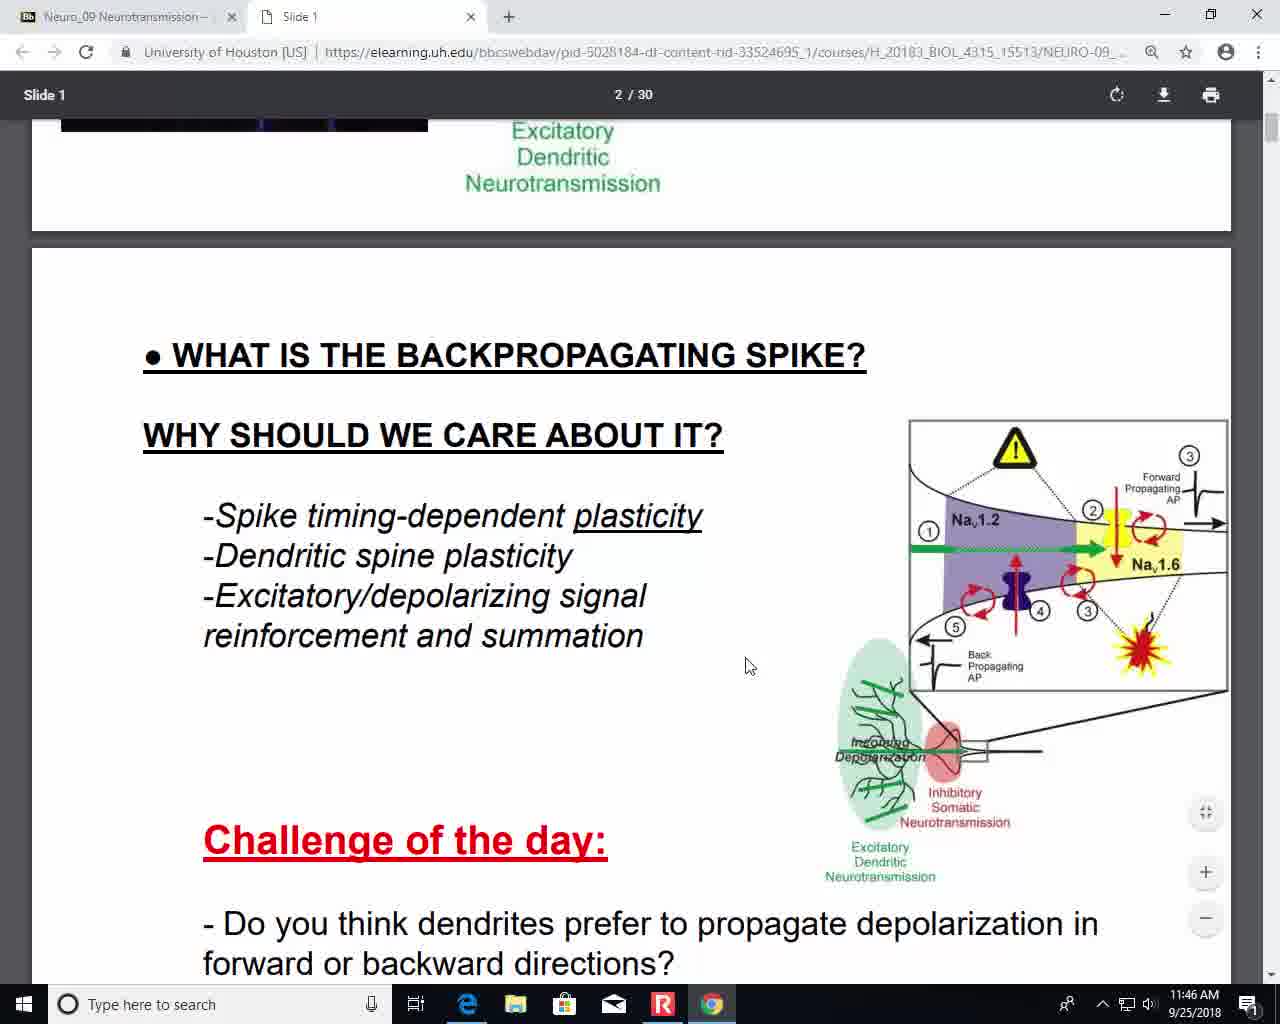 Neuro_09 Neurotransmission –
Slide 1
University of Houston [US] | https://elearning.uh.edu/bbcswebdav/pid-5028184-dt-content-rid-33524695_1/courses/H_20183_BIOL_4315_15513/NEURO-09_...
Slide 1
2 / 30
Excitatory
Dendritic
Neurotransmission
● WHAT IS THE BACKPROPAGATING SPIKE?
WHY SHOULD WE CARE ABOUT IT?
-Spike timing-dependent plasticity
-Dendritic spine plasticity
-Excitatory/depolarizing signal
reinforcement and summation
3
Forward
Propagating
AP
2
Nav1.2
1
Nav1.6
4
3
5
Back
Propagating
AP
Incoming
Depolarization
Inhibitory
Somatic
Neurotransmission
Excitatory
Dendritic
Neurotransmission
Challenge of the day:
- Do you think dendrites prefer to propagate depolarization in
forward or backward directions?
Type here to search
11:46 AM
9/25/2018
1